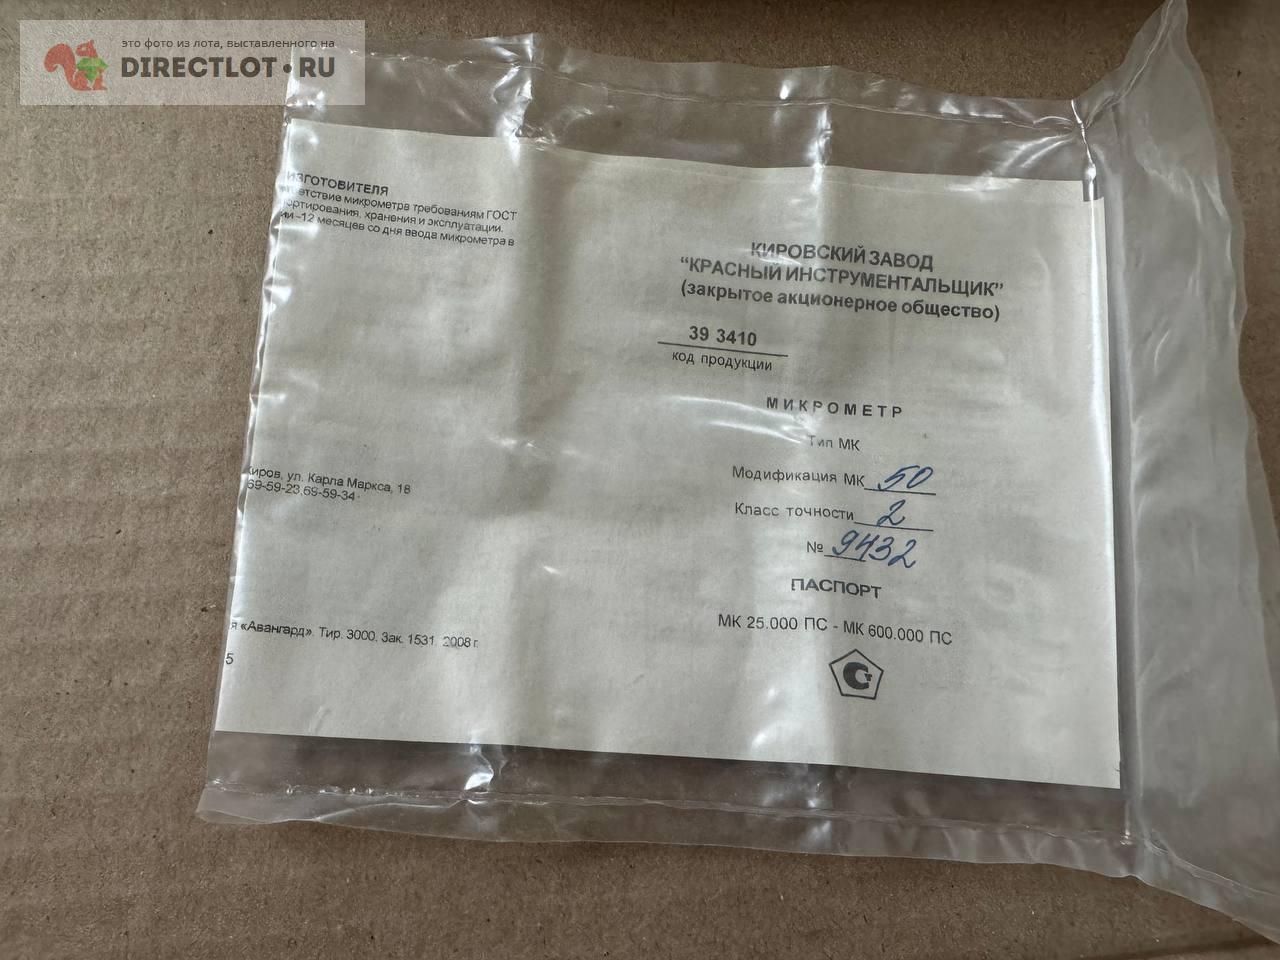 это фото из лота, выставленного на
DIRECTLOT.RU
ИЗГОТОВИТЕЛЯ
етствие микрометра требованиям ГОСТ
ортирования, хранения и эксплуатации.
ии -12 месяцев со дня ввода микрометра в
Киров, ул. Карла Маркса, 18
69-59-23,69-59-34
я «Авангард». Тир. 3000. Зак. 1531. 2008 г.
5
КИРОВСКИЙ ЗАВОД
“КРАСНЫЙ ИНСТРУМЕНТАЛЬЩИК”
(закрытое акционерное общество)
39 3410
код продукции
МИКРОМЕТР
Тип МК
Модификация МК 50
Класс точности 2
№ 9432
ПАСПОРТ
МК 25.000 ПС - МК 600.000 ПС